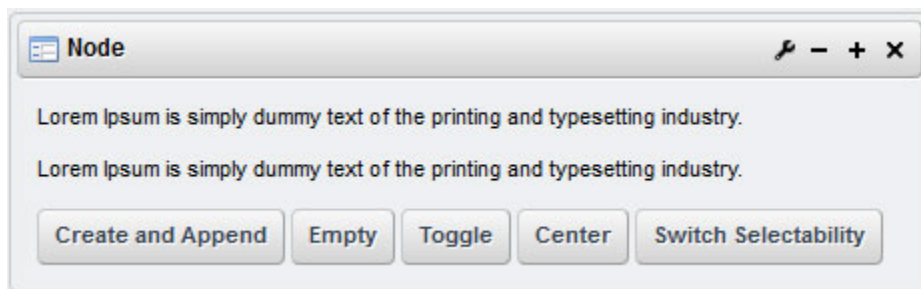 Node
Lorem Ipsum is simply dummy text of the printing and typesetting industry.
Lorem Ipsum is simply dummy text of the printing and typesetting industry.
Create and Append Empty Toggle Center Switch Selectability